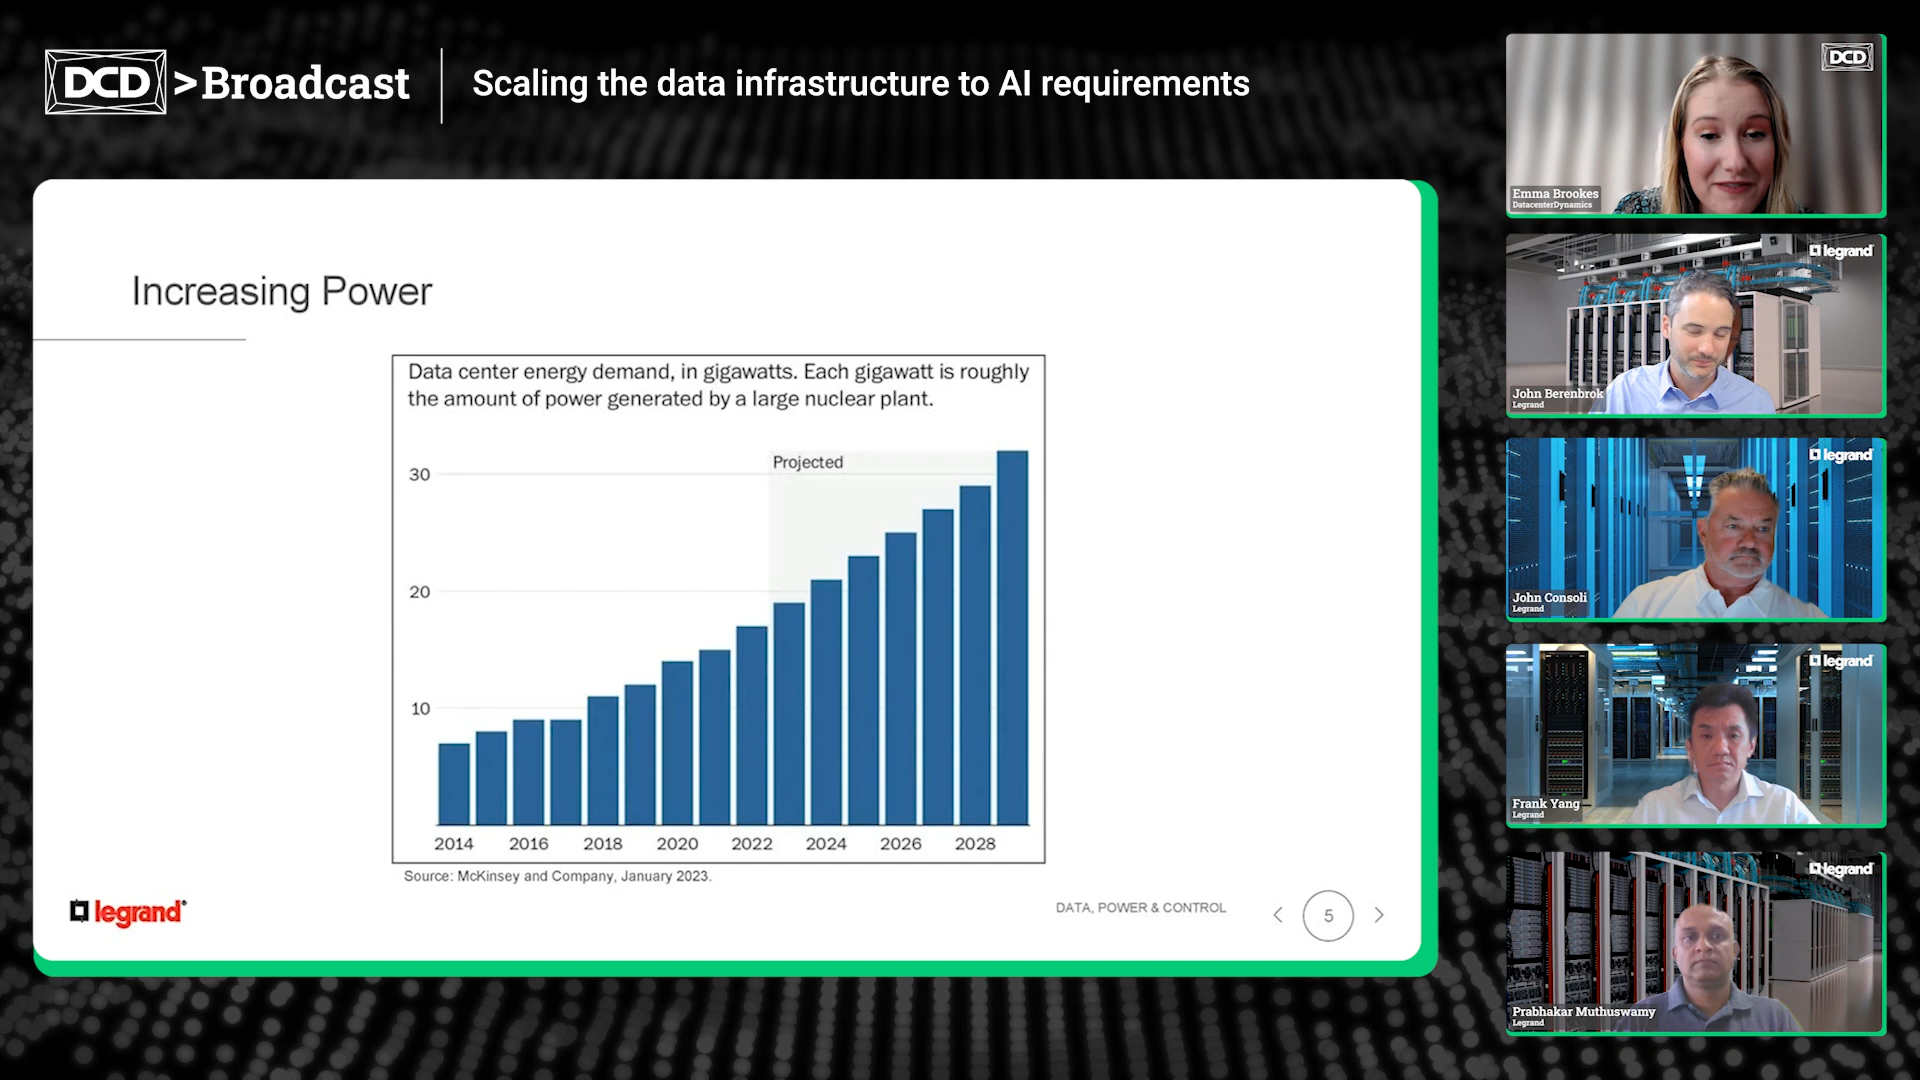 DCD >Broadcast
Scaling the data infrastructure to AI requirements
Increasing Power
Data center energy demand, in gigawatts. Each gigawatt is roughly
the amount of power generated by a large nuclear plant.
Projected
30
20
10
2014 2016 2018 2020 2022 2024 2026 2028
Source: McKinsey and Company, January 2023.
legrand®
DATA, POWER & CONTROL
< 5 >
DCD
Emma Brookes
DatacenterDynamics
legrand
John Berenbrok
Legrand
legrand
John Consoli
Legrand
legrand
Frank Yang
Legrand
legrand
Prabhakar Muthuswamy
Legrand